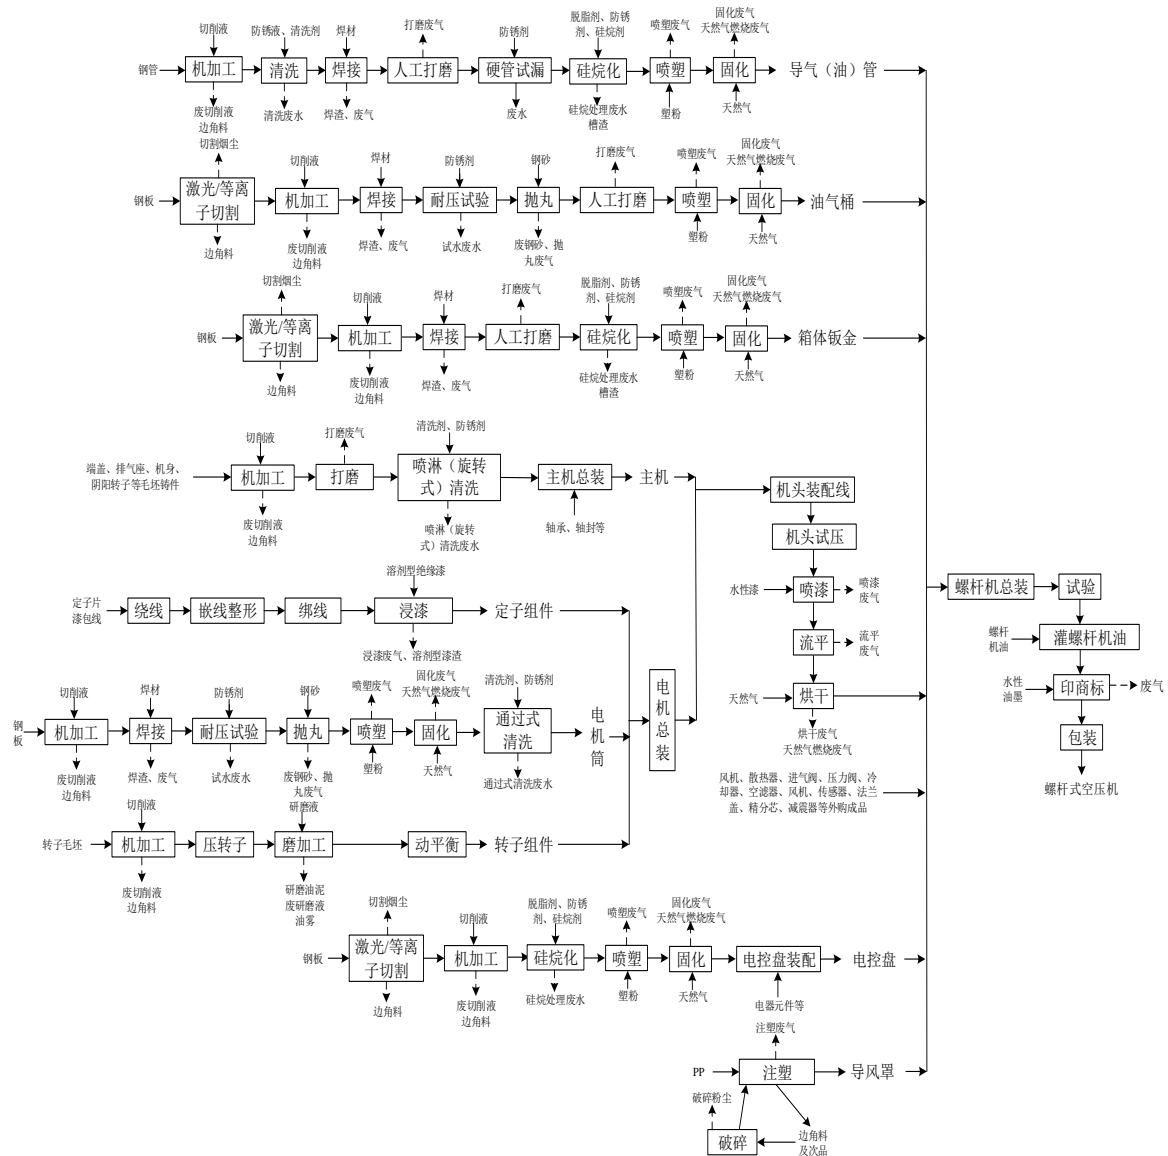 切削液
防锈液、清洗剂
焊材
打磨废气
防锈剂
脱脂剂、防锈
剂、硅烷剂
喷塑废气
固化废气
天然气燃烧废气
钢管
机加工
清洗
焊接
人工打磨
硬管试漏
硅烷化
喷塑
固化
导气（油）管
废切削液
边角料
清洗废水
焊渣、废气
废水
硅烷处理废水
槽渣
塑粉
天然气
切割烟尘
切削液
焊材
防锈剂
钢砂
打磨废气
喷塑废气
固化废气
天然气燃烧废气
钢板
激光/等离
子切割
机加工
焊接
耐压试验
抛丸
人工打磨
喷塑
固化
油气桶
边角料
废切削液
边角料
焊渣、废气
试水废水
废钢砂、抛
丸废气
塑粉
天然气
切割烟尘
切削液
焊材
打磨废气
脱脂剂、防锈
剂、硅烷剂
喷塑废气
固化废气
天然气燃烧废气
钢板
激光/等离
子切割
机加工
焊接
人工打磨
硅烷化
喷塑
固化
箱体钣金
边角料
废切削液
边角料
焊渣、废气
硅烷处理废水
槽渣
塑粉
天然气
切削液
打磨废气
清洗剂、防锈剂
端盖、排气座、机身、
阴阳转子等毛坯铸件
机加工
打磨
喷淋（旋转
式）清洗
主机总装
主机
废切削液
边角料
喷淋（旋转
式）清洗废水
轴承、轴封等
机头装配线
机头试压
水性漆
喷漆
喷漆
废气
流平
流平
废气
天然气
烘干
烘干废气
天然气燃烧废气
溶剂型绝缘漆
定子片
漆包线
绕线
嵌线整形
绑线
浸漆
定子组件
浸漆废气、溶剂型漆渣
切削液
焊材
防锈剂
钢砂
喷塑废气
固化废气
天然气燃烧废气
清洗剂、防锈剂
钢
板
机加工
焊接
耐压试验
抛丸
喷塑
固化
通过式
清洗
电
机
筒
电
机
总
装
废切削液
边角料
焊渣、废气
试水废水
废钢砂、抛
丸废气
塑粉
天然气
通过式清洗废水
切削液
研磨液
转子毛坯
机加工
压转子
磨加工
动平衡
转子组件
废切削液
边角料
研磨油泥
废研磨液
油雾
风机、散热器、进气阀、压力阀、冷
却器、空滤器、风机、传感器、法兰
盖、精分芯、减震器等外购成品
螺杆机总装
试验
螺杆
机油
灌螺杆机油
水性
油墨
印商标
废气
包装
螺杆式空压机
切割烟尘
切削液
脱脂剂、防锈
剂、硅烷剂
喷塑废气
固化废气
天然气燃烧废气
钢板
激光/等离
子切割
机加工
硅烷化
喷塑
固化
电控盘装配
电控盘
边角料
废切削液
边角料
硅烷处理废水
塑粉
天然气
电器元件等
注塑废气
PP
注塑
导风罩
破碎粉尘
破碎
边角料
及次品